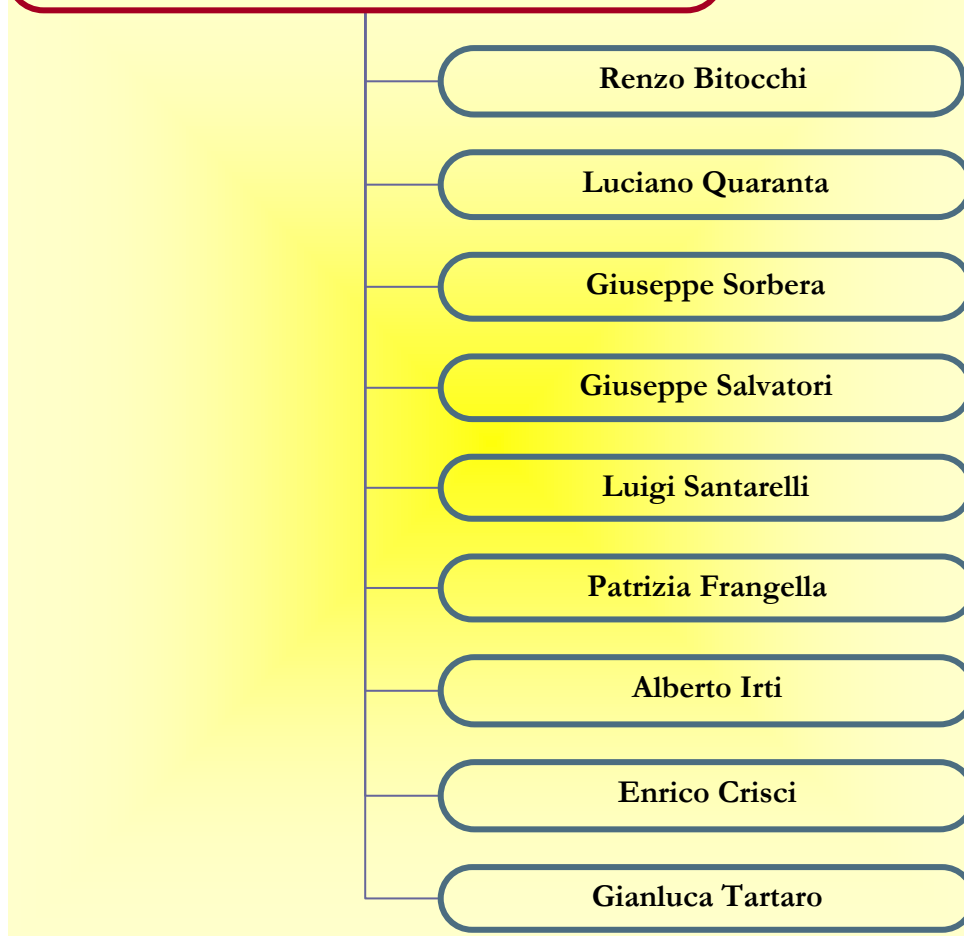 Renzo Bitocchi
Luciano Quaranta
Giuseppe Sorbera
Giuseppe Salvatori
Luigi Santarelli
Patrizia Frangella
Alberto Irti
Enrico Crisci
Gianluca Tartaro